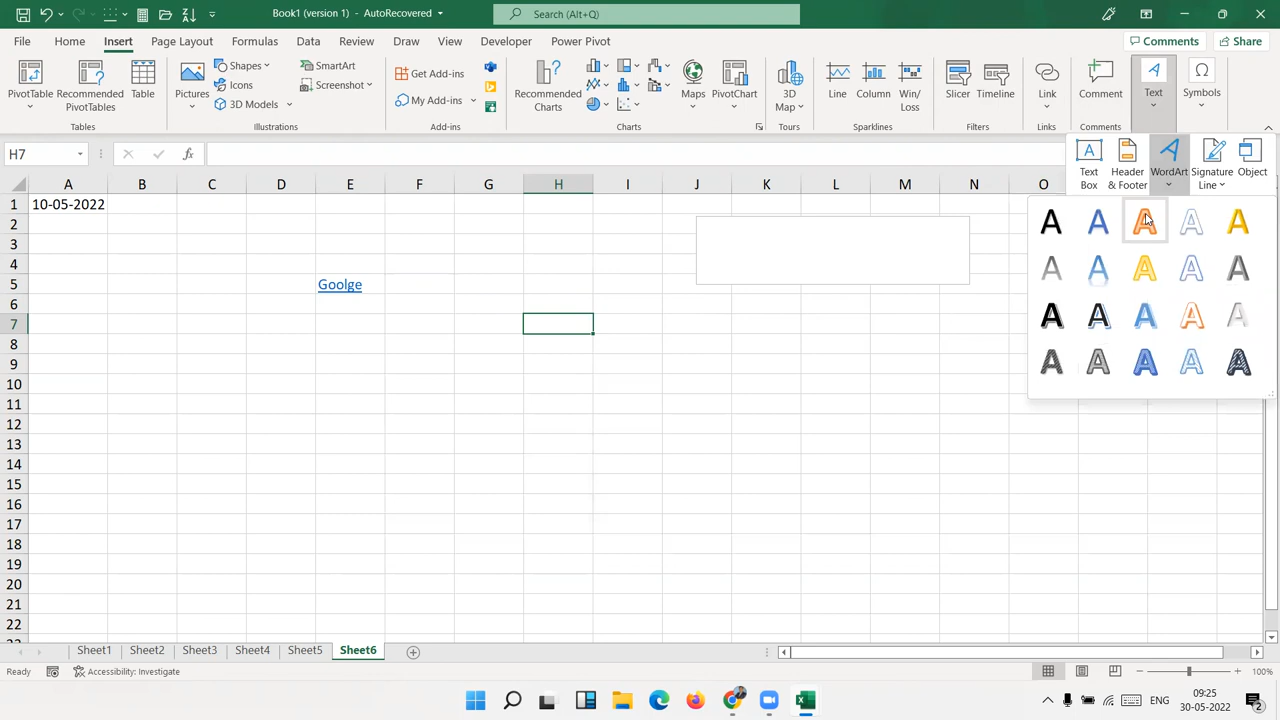 Book1 (version 1) - AutoRecovered
Search (Alt+Q)
File Home Insert Page Layout Formulas Data Review Draw View Developer Power Pivot Comments Share
PivotTable
Recommended PivotTables
Table
Tables
Pictures
Shapes
Icons
3D Models
SmartArt
Screenshot
Illustrations
Get Add-ins
My Add-ins
Add-ins
Recommended Charts
Maps
PivotChart
Charts
3D Map
Tours
Line
Column
Win/ Loss
Sparklines
Slicer
Timeline
Filters
Link
Links
Comment
Comments
Text
Symbols
H7
fx
Text Box
Header & Footer
WordArt
Signature Line
Object
A B C D E F G H I J K L M N O
1 10-05-2022
2
3
4
5 Goolge
6
7
8
9
10
11
12
13
14
15
16
17
18
19
20
21
22
Sheet1 Sheet2 Sheet3 Sheet4 Sheet5 Sheet6
Ready Accessibility: Investigate 100%
ENG
09:25
30-05-2022
2